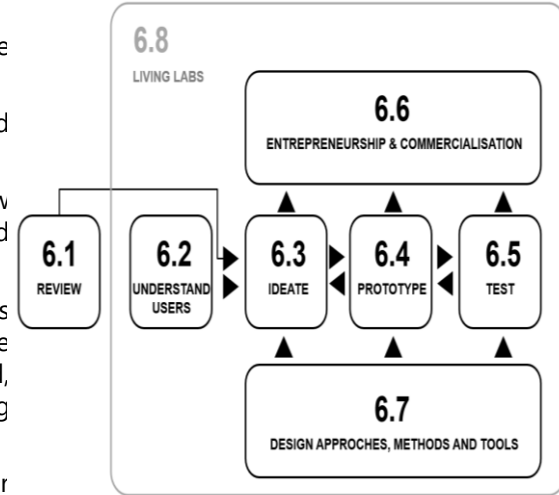 6.8
LIVING LABS
6.6
ENTREPRENEURSHIP & COMMERCIALISATION
6.1
REVIEW
6.2
UNDERSTAND
USERS
6.3
IDEATE
6.4
PROTOTYPE
6.5
TEST
6.7
DESIGN APPROCHES, METHODS AND TOOLS